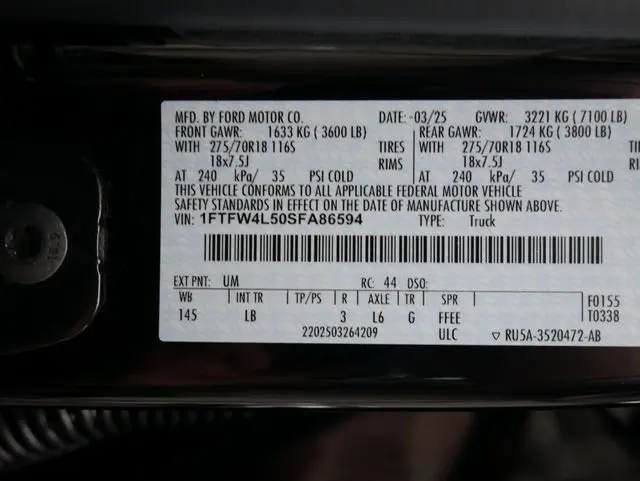 MFD. BY FORD MOTOR CO. DATE: -03/25 GVWR: 3221 KG ( 7100 LB)
FRONT GAWR: 1633 KG ( 3600 LB) REAR GAWR: 1724 KG ( 3800 LB)
WITH 275/70R18 116S TIRES WITH 275/70R18 116S TI
18x7.5J RIMS 18x7.5J RI
AT 240 kPa/ 35 PSI COLD AT 240 kPa/ 35 PSI COLD
THIS VEHICLE CONFORMS TO ALL APPLICABLE FEDERAL MOTOR VEHICLE
SAFETY STANDARDS IN EFFECT ON THE DATE OF MANUFACTURE SHOWN ABOVE.
VIN: 1FTFW4L50SFA86594 TYPE: Truck
EXT PNT: UM RC: 44 DSO:
WB INT TR TP/PS R AXLE TR SPR F0155
145 LB 3 L6 G FFEE T0338
2202503264209 ULC ▽ RU5A-3520472-AB